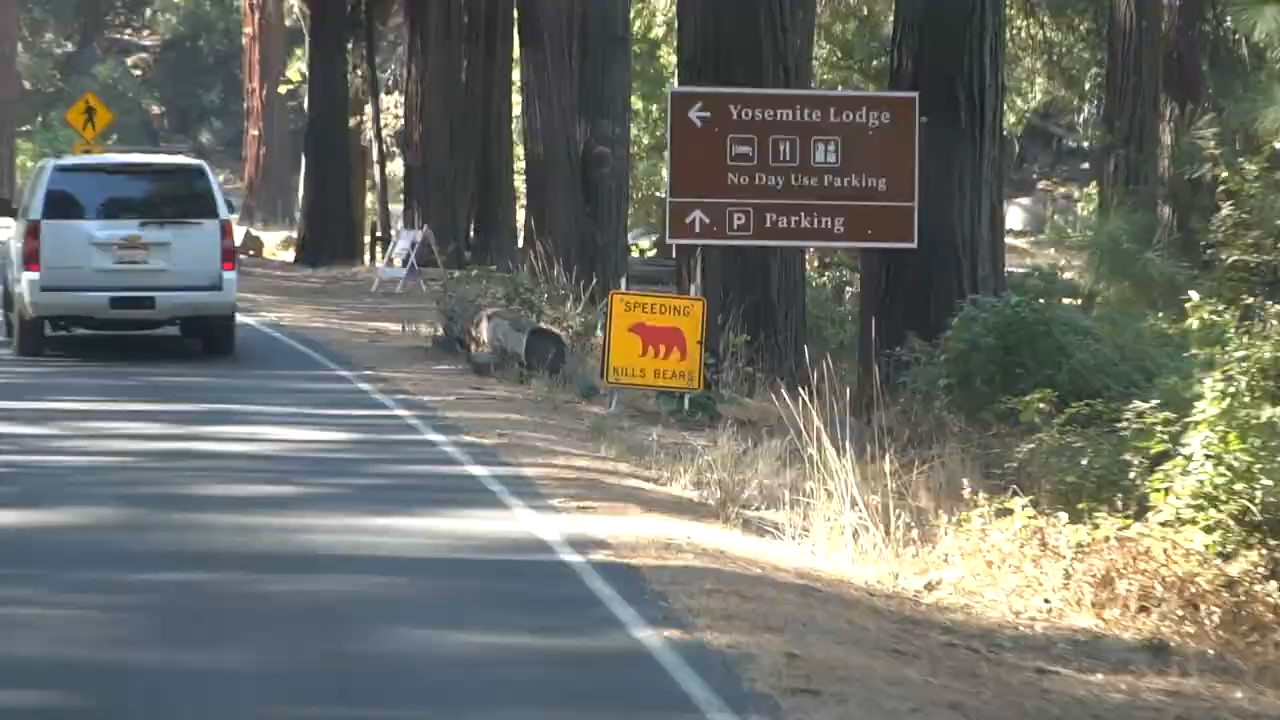 Yosemite Lodge
No Day Use Parking
P Parking
"SPEEDING"
KILLS BEARS